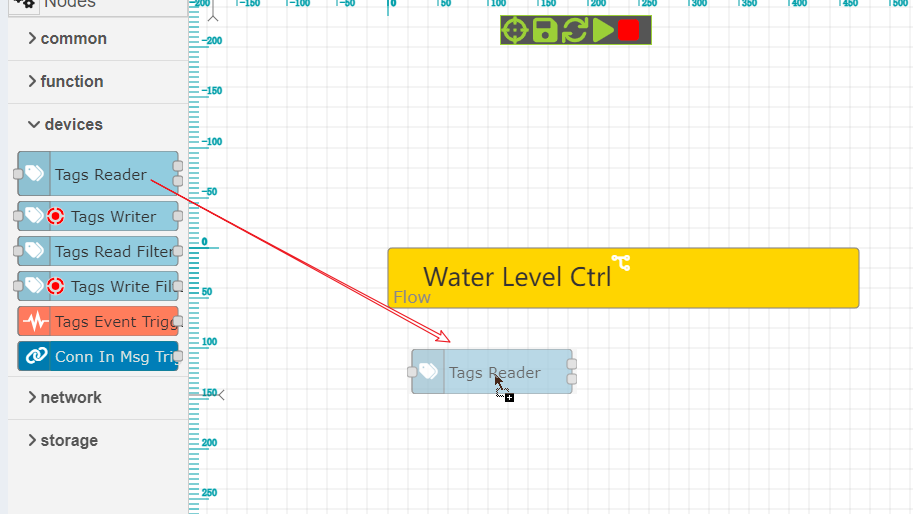 Nodes
-200 -150 -100 -50 0 50 100 150 200 250 300 350 400 450 500
common
function
devices
Tags Reader
Tags Writer
Tags Read Filter
Tags Write Fil
Tags Event Trigg
Conn In Msg Trig
network
storage
-200
-150
-100
-50
0
50
100
150
200
250
Water Level Ctrl
Flow
Tags Reader